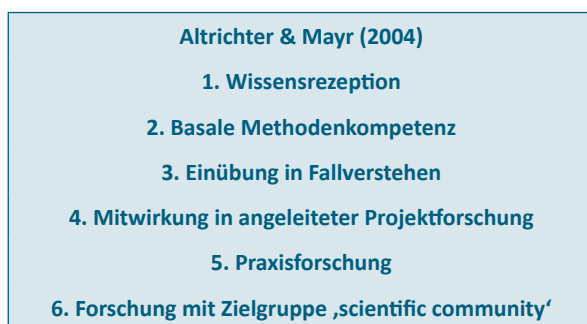 Altrichter & Mayr (2004)
1. Wissensrezeption
2. Basale Methodenkompetenz
3. Einübung in Fallverstehen
4. Mitwirkung in angeleiteter Projektforschung
5. Praxisforschung
6. Forschung mit Zielgruppe ‚scientific community‘